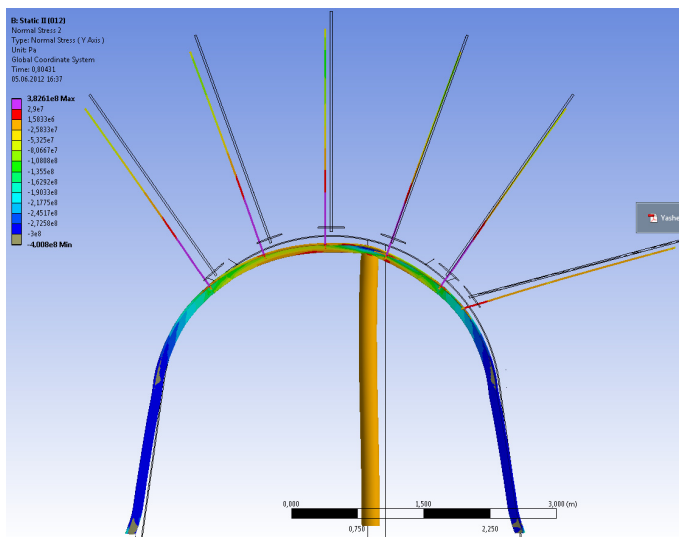 B: Static II (012)
Normal Stress 2
Type: Normal Stress ( Y Axis )
Unit: Pa
Global Coordinate System
Time: 0,80431
05.06.2012 16:37
3,8261e8 Max
2,9e7
1,5833e6
-2,5833e7
-5,325e7
-8,0667e7
-1,0808e8
-1,355e8
-1,6292e8
-1,9033e8
-2,1775e8
-2,4517e8
-2,7258e8
-3e8
-4,008e8 Min
Yashe
0,000 1,500 3,000 (m)
0,750 2,250